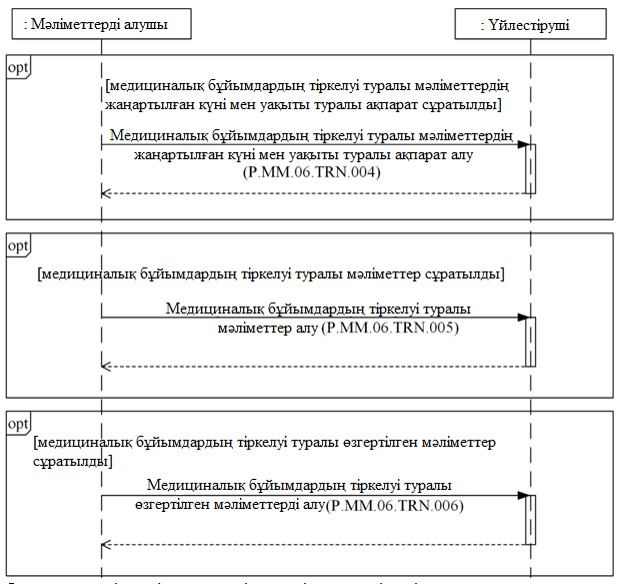 : Мәліметтерді алушы
: Үйлестіруші
opt
[медициналық бұйымдардың тіркелуі туралы мәліметтердің
жаңартылған күні мен уақыты туралы ақпарат сұратылды]
Медициналық бұйымдардың тіркелуі туралы мәліметтердің
жаңартылған күні мен уақыты туралы ақпарат алу
(P.MM.06.TRN.004)
opt
[медициналық бұйымдардың тіркелуі туралы мәліметтер сұратылды]
Медициналық бұйымдардың тіркелуі туралы
мәліметтер алу (P.MM.06.TRN.005)
opt
[медициналық бұйымдардың тіркелуі туралы өзгертілген мәліметтер
сұратылды]
Медициналық бұйымдардың тіркелуі туралы
өзгертілген мәліметтерді алу(P.MM.06.TRN.006)